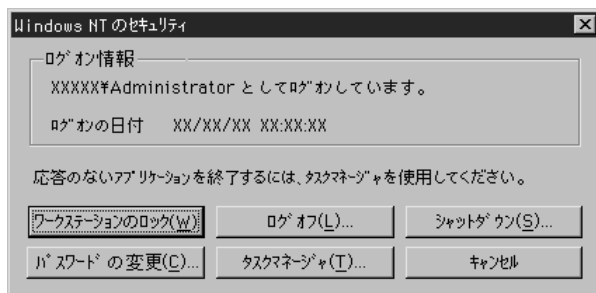 Windows NT のｾｷｭﾘﾃｨ
ﾛｸﾞｵﾝ情報
XXXXX¥Administrator としてﾛｸﾞｵﾝしています。
ﾛｸﾞｵﾝの日付 XX/XX/XX XX:XX:XX
応答のないｱﾌﾟﾘｹｰｼｮﾝを終了するには、ﾀｽｸﾏﾈｰｼﾞｬを使用してください。
ﾜｰｸｽﾃｰｼｮﾝのﾛｯｸ(W)
ﾛｸﾞｵﾌ(L)...
ｼｬｯﾄﾀﾞｳﾝ(S)...
ﾊﾟｽﾜｰﾄﾞの変更(C)...
ﾀｽｸﾏﾈｰｼﾞｬ(T)...
ｷｬﾝｾﾙ